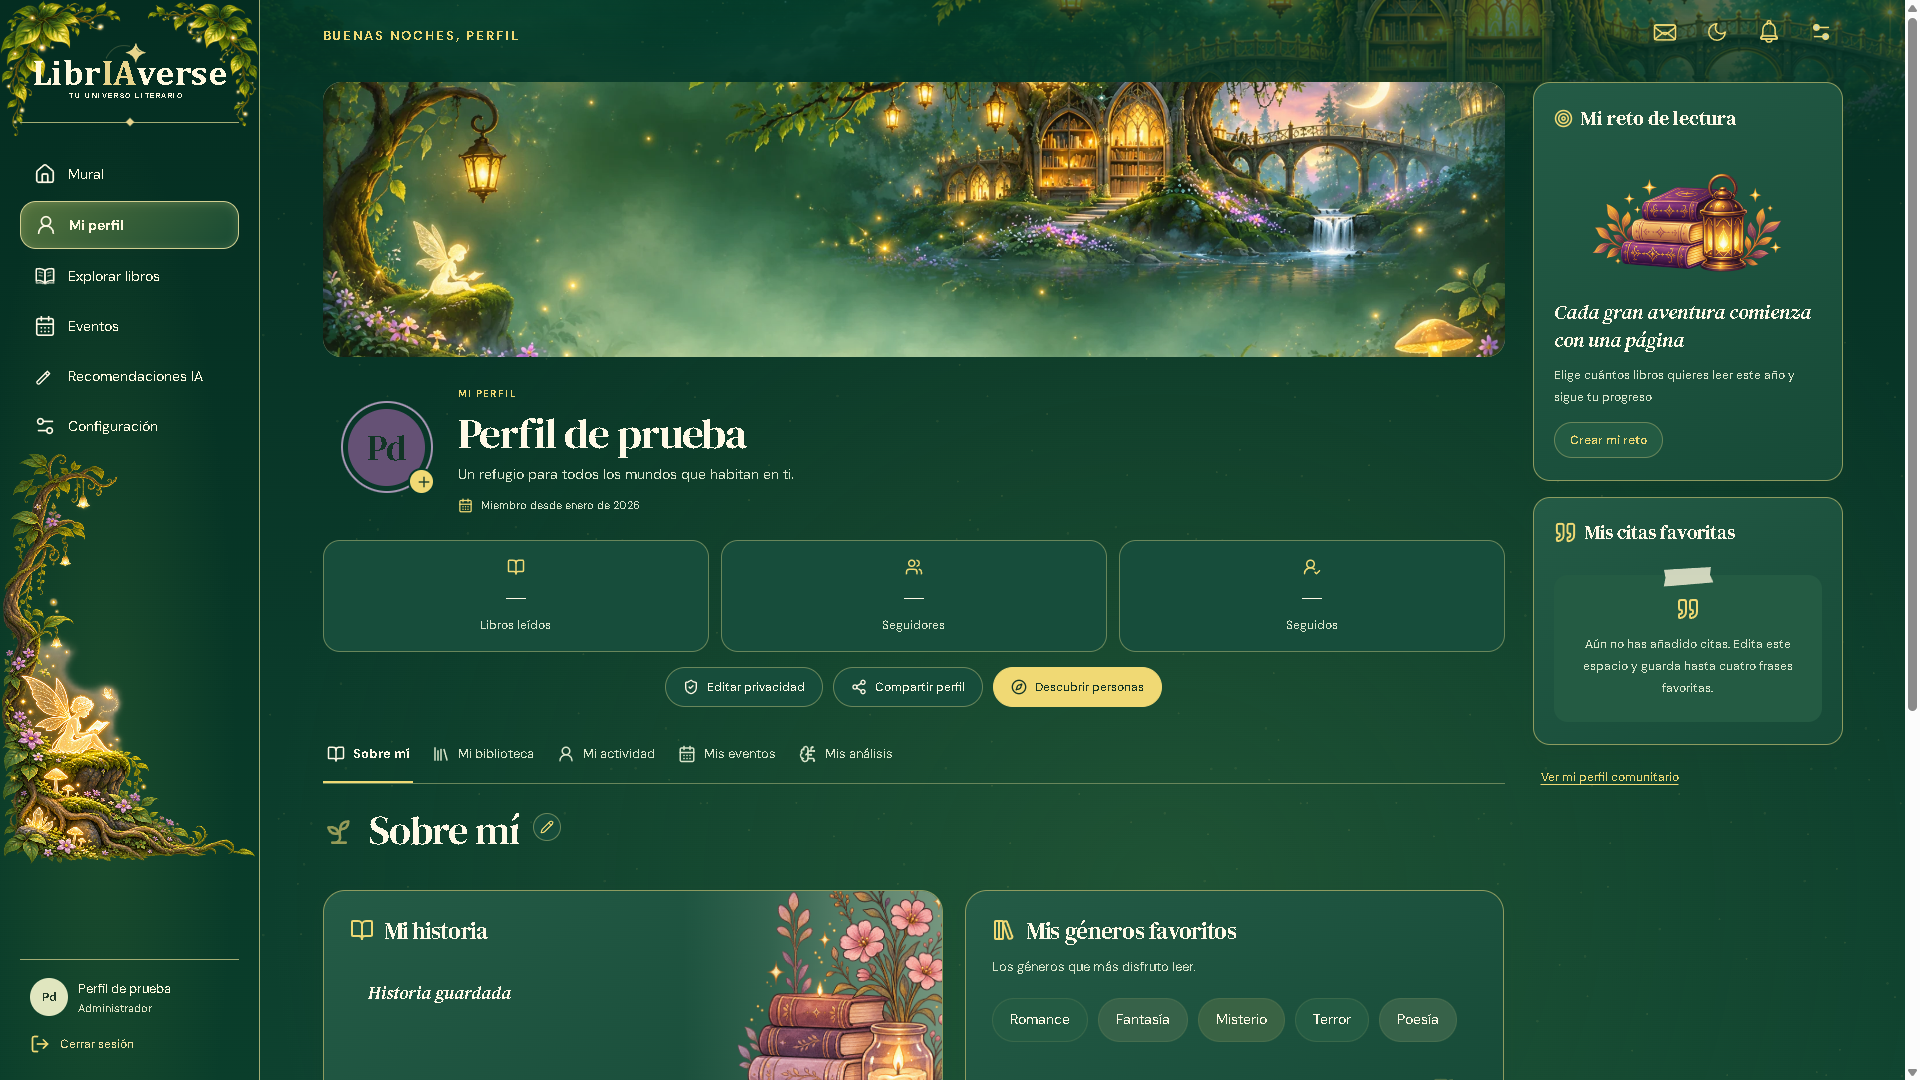 LibrIAverse
TU UNIVERSO LITERARIO
Mural
Mi perfil
Explorar libros
Eventos
Recomendaciones IA
Configuración
Perfil de prueba
Pd
Administrador
Cerrar sesión
BUENAS NOCHES, PERFIL
MI PERFIL
Pd
Perfil de prueba
Un refugio para todos los mundos que habitan en ti.
Miembro desde enero de 2026
—
Libros leídos
—
Seguidores
—
Seguidos
Editar privacidad
Compartir perfil
Descubrir personas
Sobre mí
Mi biblioteca
Mi actividad
Mis eventos
Mis análisis
Sobre mí
Mi historia
Historia guardada
Mis géneros favoritos
Los géneros que más disfruto leer.
Romance
Fantasía
Misterio
Terror
Poesía
Mi reto de lectura
Cada gran aventura comienza
con una página
Elige cuántos libros quieres leer este año y
sigue tu progreso
Crear mi reto
Mis citas favoritas
Aún no has añadido citas. Edita este
espacio y guarda hasta cuatro frases
favoritas.
Ver mi perfil comunitario